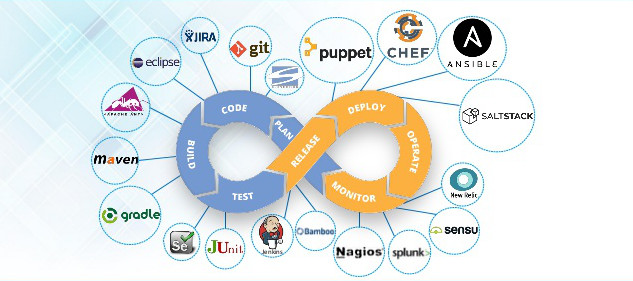 JIRA
eclipse
git
puppet
CHEF
ANSIBLE
APACHE ANT
SALTSTACK
CODE
DEPLOY
PLAN
RELEASE
BUILD
OPERATE
maven
TEST
MONITOR
New Relic
gradle
Se
JUnit
Jenkins
Bamboo
Nagios
splunk>
sensu